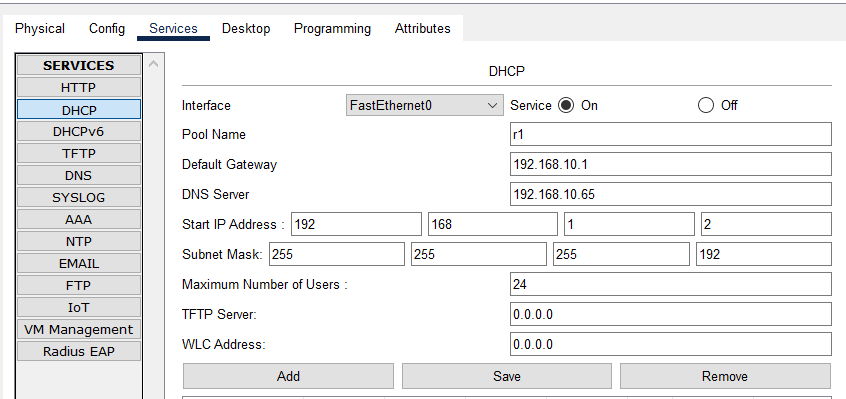 Physical Config Services Desktop Programming Attributes
SERVICES
HTTP
DHCP
DHCPv6
TFTP
DNS
SYSLOG
AAA
NTP
EMAIL
FTP
IoT
VM Management
Radius EAP
DHCP
Interface FastEthernet0 Service On Off
Pool Name r1
Default Gateway 192.168.10.1
DNS Server 192.168.10.65
Start IP Address : 192 168 1 2
Subnet Mask: 255 255 255 192
Maximum Number of Users : 24
TFTP Server: 0.0.0.0
WLC Address: 0.0.0.0
Add Save Remove